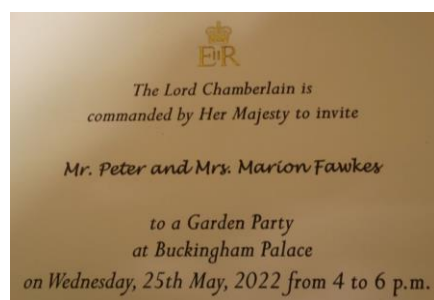 EIIR
The Lord Chamberlain is
commanded by Her Majesty to invite
Mr. Peter and Mrs. Marion Fawkes
to a Garden Party
at Buckingham Palace
on Wednesday, 25th May, 2022 from 4 to 6 p.m.